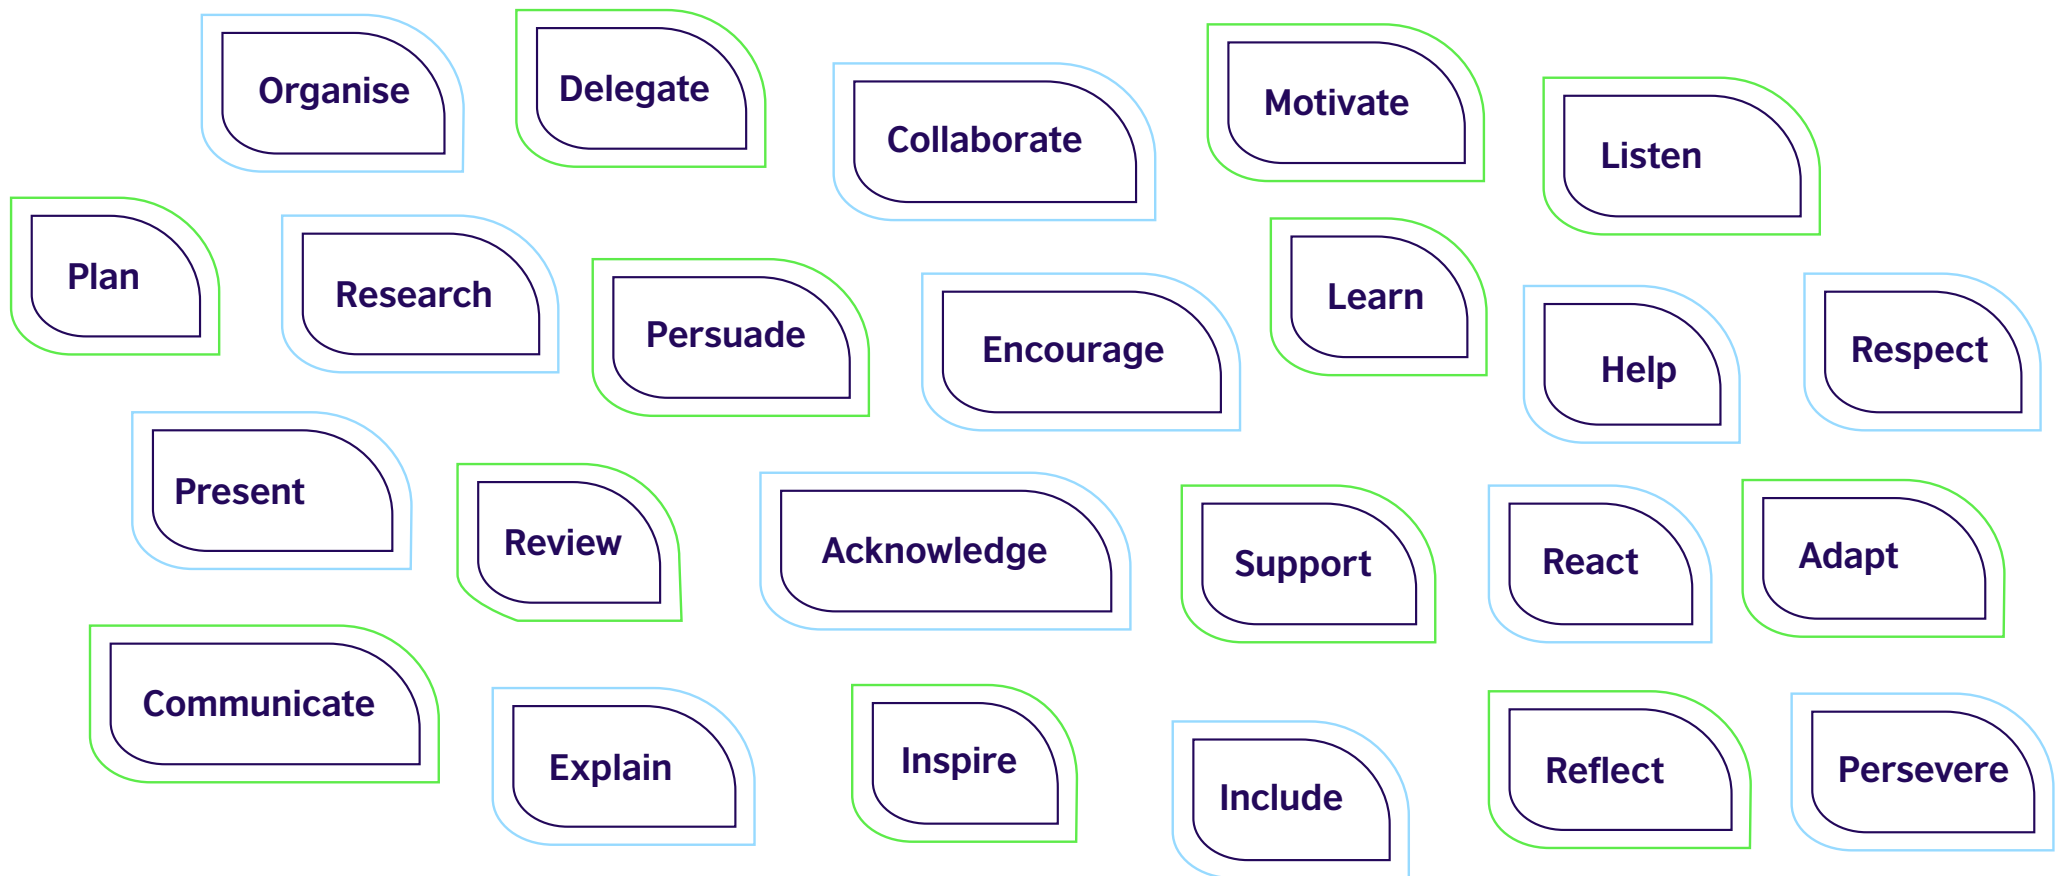 Organise
Delegate
Collaborate
Motivate
Listen
Plan
Research
Persuade
Encourage
Learn
Help
Respect
Present
Review
Acknowledge
Support
React
Adapt
Communicate
Explain
Inspire
Include
Reflect
Persevere